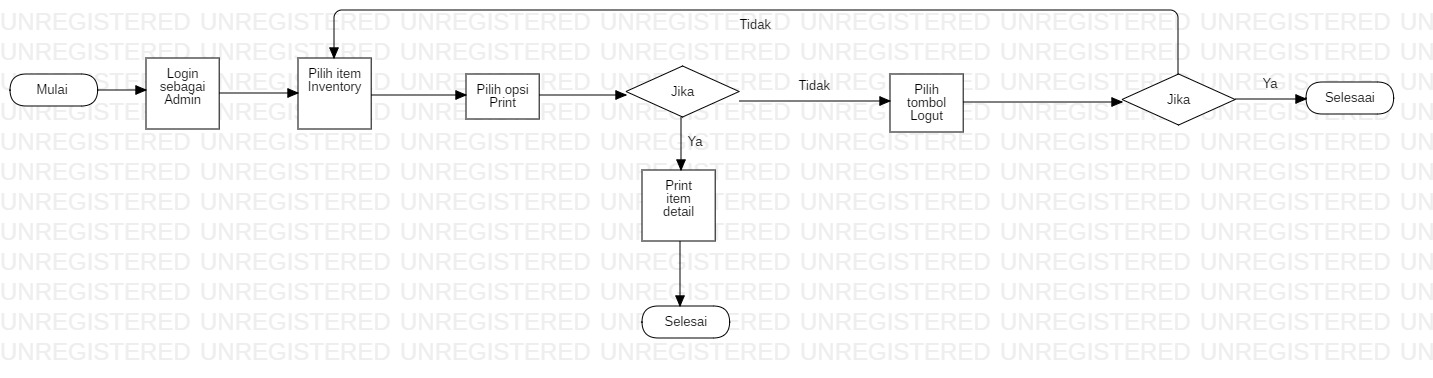 Tidak
Mulai
Login
sebagai
Admin
Pilih item
Inventory
Pilih opsi
Print
Jika
Tidak
Pilih
tombol
Logut
Jika
Ya
Selesaai
Ya
Print
item
detail
Selesai
UNREGISTERED UNREGISTERED UNREGISTERED UNREGISTERED UNREGISTERED UNREGISTERED UNREGISTERED UN